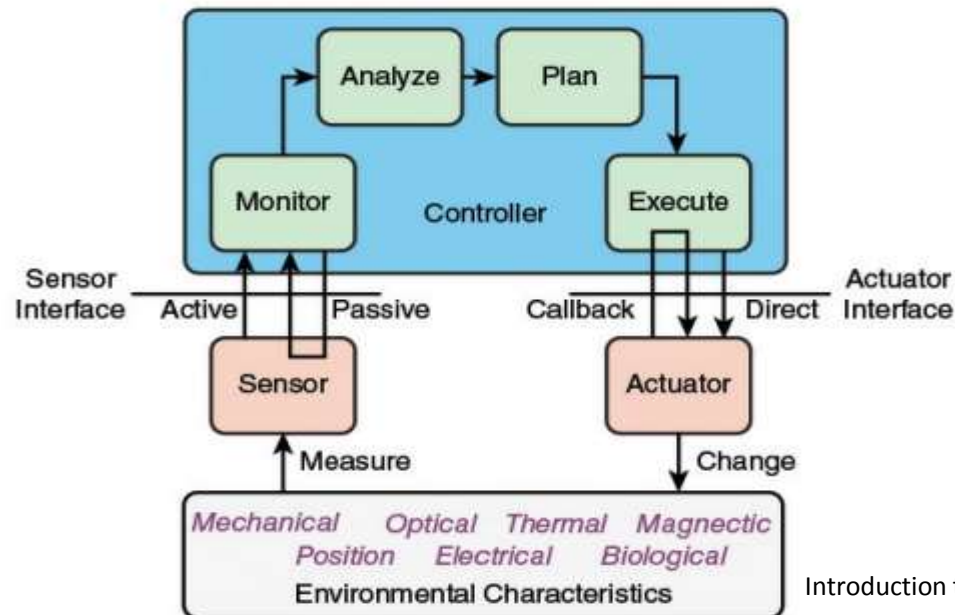 Analyze
Plan
Monitor
Controller
Execute
Sensor
Interface
Active
Passive
Callback
Direct
Actuator
Interface
Sensor
Actuator
Measure
Change
Mechanical Optical Thermal Magnectic
Position Electrical Biological
Environmental Characteristics
Introduction